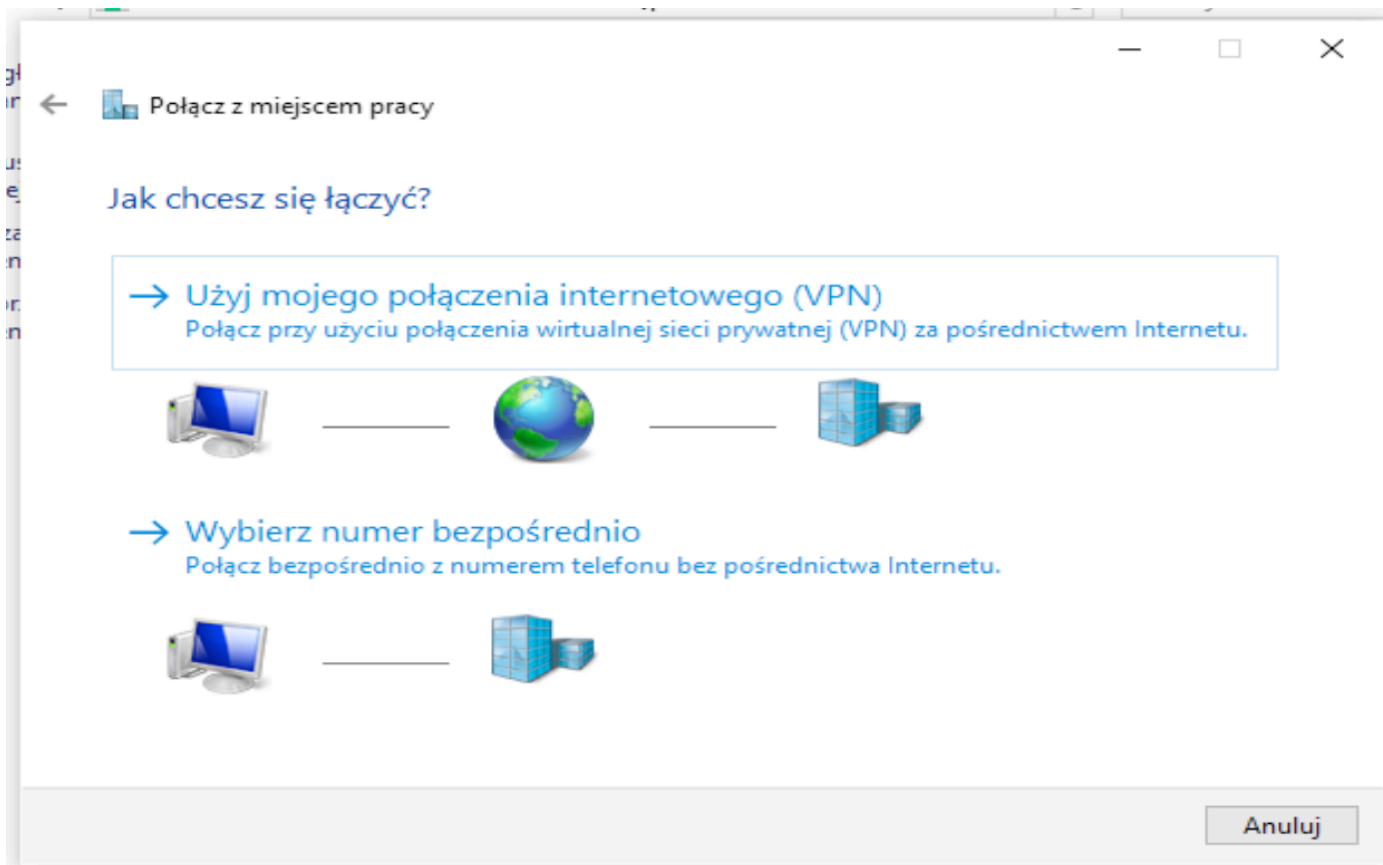 Połącz z miejscem pracy
Jak chcesz się łączyć?
Użyj mojego połączenia internetowego (VPN)
Połącz przy użyciu połączenia wirtualnej sieci prywatnej (VPN) za pośrednictwem Internetu.
Wybierz numer bezpośrednio
Połącz bezpośrednio z numerem telefonu bez pośrednictwa Internetu.
Anuluj